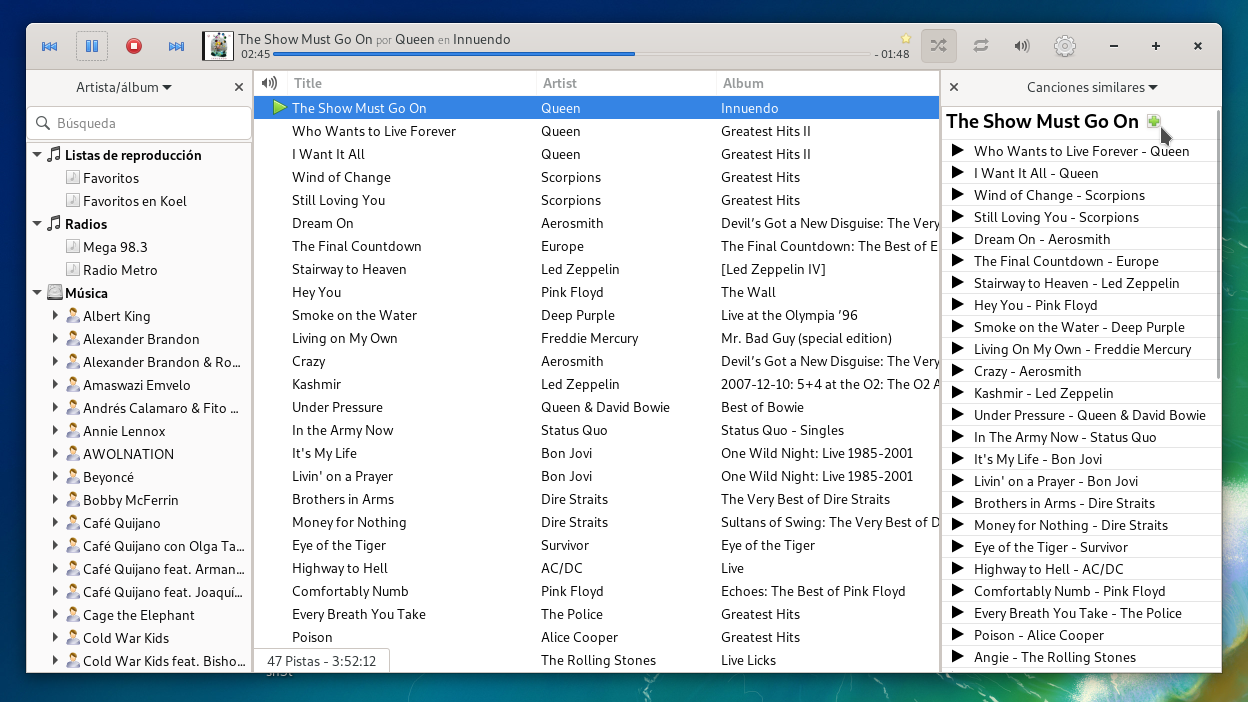 The Show Must Go On por Queen en Innuendo
02:45 - 01:48
Artista/álbum
Búsqueda
Listas de reproducción
Favoritos
Favoritos en Koel
Radios
Mega 98.3
Radio Metro
Música
Albert King
Alexander Brandon
Alexander Brandon & Ro...
Amaswazi Emvelo
Andrés Calamaro & Fito ...
Annie Lennox
AWOLNATION
Beyoncé
Bobby McFerrin
Café Quijano
Café Quijano con Olga Ta...
Café Quijano feat. Arman...
Café Quijano feat. Joaquí...
Cage the Elephant
Cold War Kids
Cold War Kids feat. Bisho...
Title Artist Album
The Show Must Go On Queen Innuendo
Who Wants to Live Forever Queen Greatest Hits II
I Want It All Queen Greatest Hits II
Wind of Change Scorpions Greatest Hits
Still Loving You Scorpions Greatest Hits
Dream On Aerosmith Devil's Got a New Disguise: The Very
The Final Countdown Europe The Final Countdown: The Best of E
Stairway to Heaven Led Zeppelin [Led Zeppelin IV]
Hey You Pink Floyd The Wall
Smoke on the Water Deep Purple Live at the Olympia '96
Living on My Own Freddie Mercury Mr. Bad Guy (special edition)
Crazy Aerosmith Devil's Got a New Disguise: The Very
Kashmir Led Zeppelin 2007-12-10: 5+4 at the O2: The O2 A
Under Pressure Queen & David Bowie Best of Bowie
In the Army Now Status Quo Status Quo - Singles
It's My Life Bon Jovi One Wild Night: Live 1985-2001
Livin' on a Prayer Bon Jovi One Wild Night: Live 1985-2001
Brothers in Arms Dire Straits The Very Best of Dire Straits
Money for Nothing Dire Straits Sultans of Swing: The Very Best of D
Eye of the Tiger Survivor Eye of the Tiger
Highway to Hell AC/DC Live
Comfortably Numb Pink Floyd Echoes: The Best of Pink Floyd
Every Breath You Take The Police Greatest Hits
Poison Alice Cooper Greatest Hits
The Rolling Stones Live Licks
47 Pistas - 3:52:12
Canciones similares
The Show Must Go On
Who Wants to Live Forever - Queen
I Want It All - Queen
Wind of Change - Scorpions
Still Loving You - Scorpions
Dream On - Aerosmith
The Final Countdown - Europe
Stairway to Heaven - Led Zeppelin
Hey You - Pink Floyd
Smoke on the Water - Deep Purple
Living On My Own - Freddie Mercury
Crazy - Aerosmith
Kashmir - Led Zeppelin
Under Pressure - Queen & David Bowie
In The Army Now - Status Quo
It's My Life - Bon Jovi
Livin' on a Prayer - Bon Jovi
Brothers in Arms - Dire Straits
Money for Nothing - Dire Straits
Eye of the Tiger - Survivor
Highway to Hell - AC/DC
Comfortably Numb - Pink Floyd
Every Breath You Take - The Police
Poison - Alice Cooper
Angie - The Rolling Stones